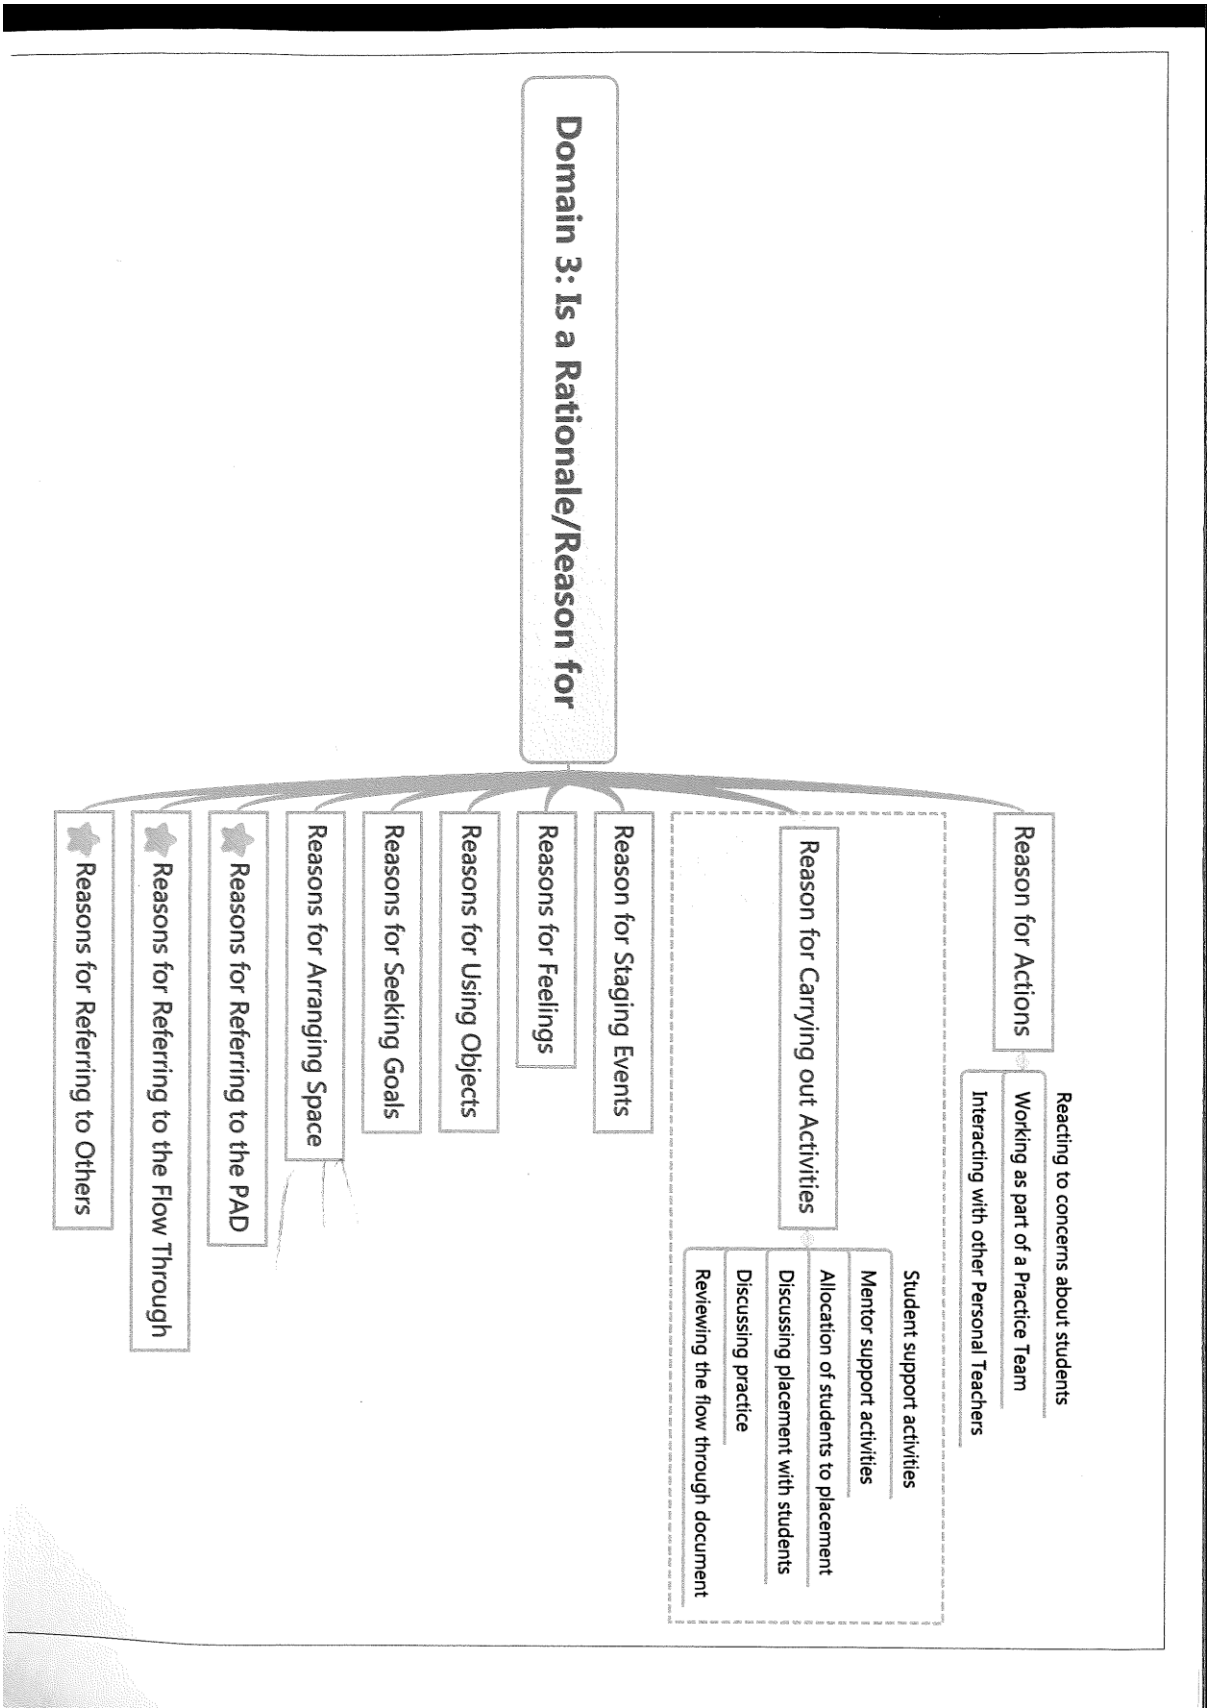 Domain 3: Is a Rationale/Reason for
Reason for Actions
Reacting to concerns about students
Working as part of a Practice Team
Interacting with other Personal Teachers
Reason for Carrying out Activities
Student support activities
Mentor support activities
Allocation of students to placement
Discussing placement with students
Discussing practice
Reviewing the flow through document
Reason for Staging Events
Reasons for Feelings
Reasons for Using Objects
Reasons for Seeking Goals
Reasons for Arranging Space
Reasons for Referring to the PAD
Reasons for Referring to the Flow Through
Reasons for Referring to Others